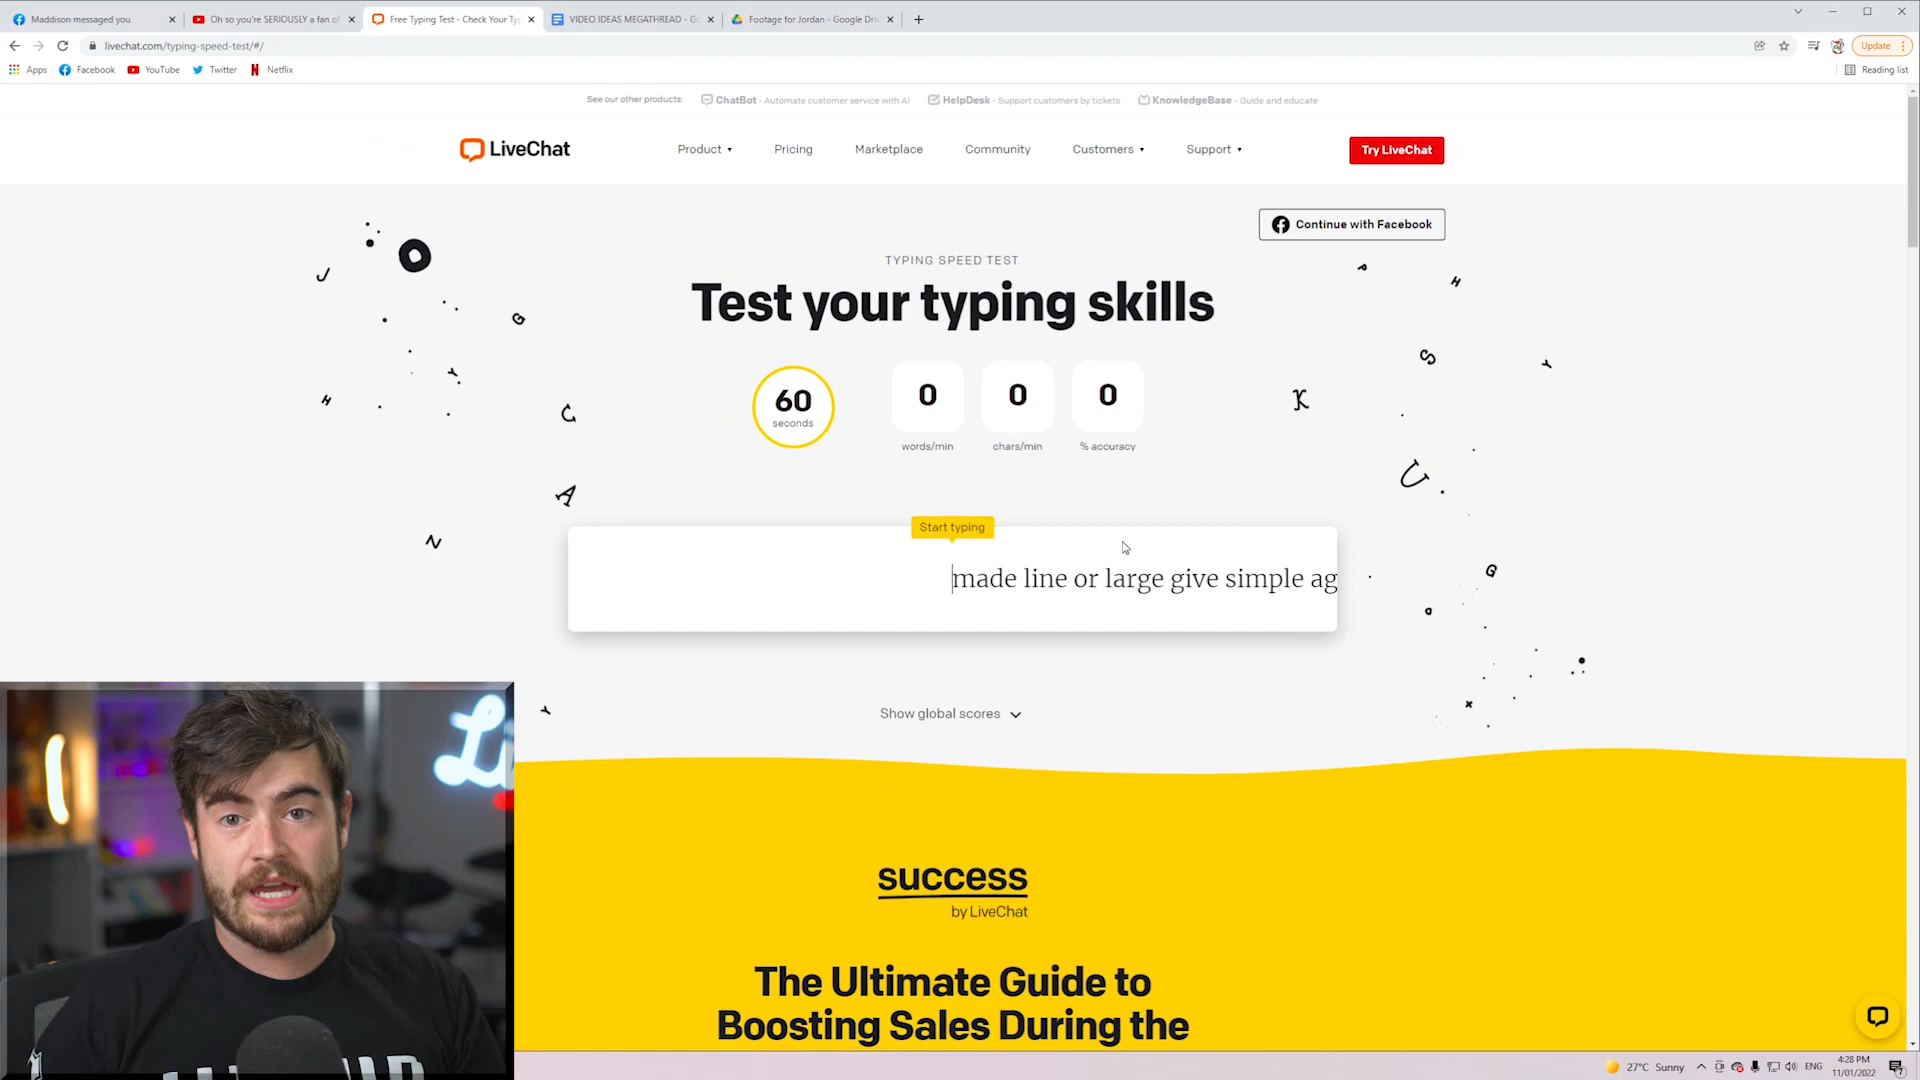 Maddison messaged you
Oh so you're SERIOUSLY a fan of
Free Typing Test - Check Your Ty
VIDEO IDEAS MEGATHREAD - Go
Footage for Jordan - Google Dri
livechat.com/typing-speed-test/#/
Update
Apps
Facebook
YouTube
Twitter
Netflix
Reading list
See our other products:
ChatBot - Automate customer service with AI
HelpDesk - Support customers by tickets
KnowledgeBase - Guide and educate
LiveChat
Product
Pricing
Marketplace
Community
Customers
Support
Try LiveChat
Continue with Facebook
TYPING SPEED TEST
Test your typing skills
60
seconds
0
words/min
0
chars/min
0
% accuracy
Start typing
made line or large give simple ag
Show global scores
success
by LiveChat
The Ultimate Guide to
Boosting Sales During the
27°C Sunny
ENG
4:28 PM
11/01/2022